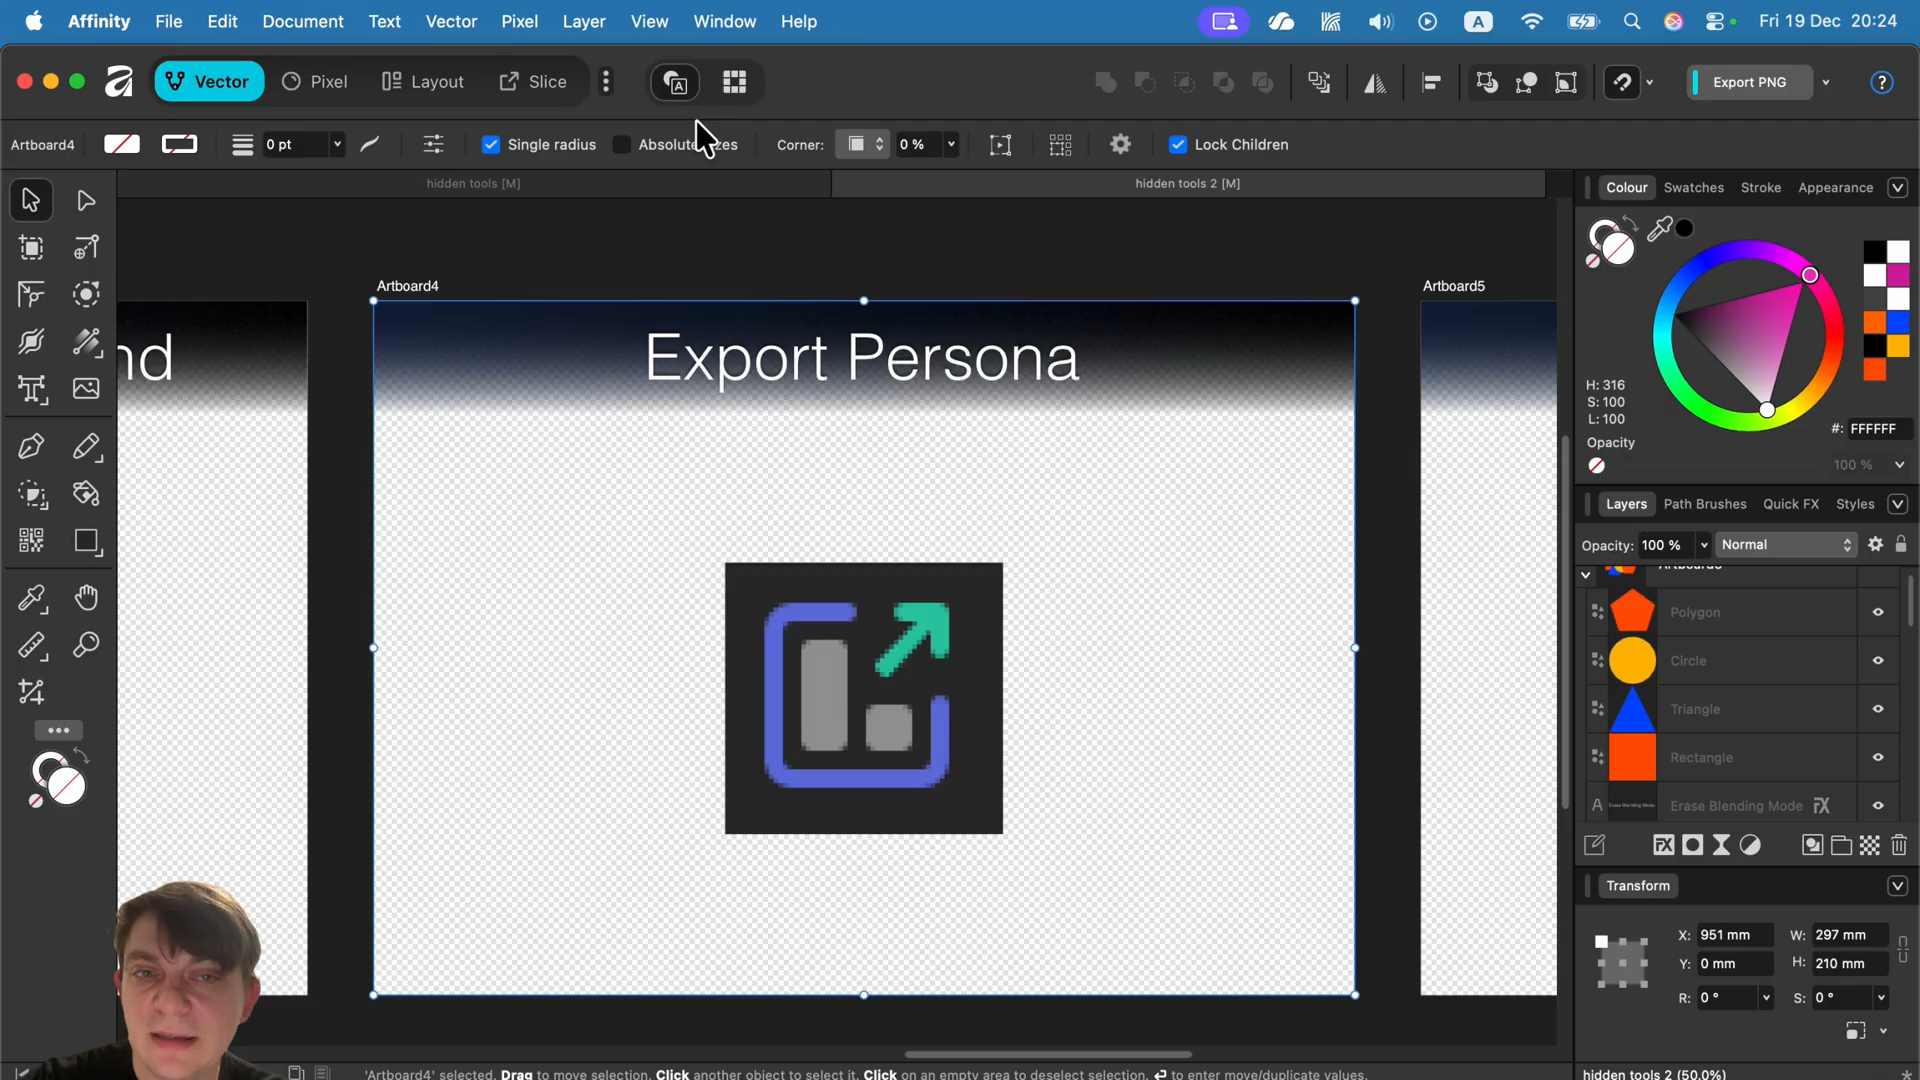 Affinity File Edit Document Text Vector Pixel Layer View Window Help A Fri 19 Dec 20:24
Vector Pixel Layout Slice A Export PNG ?
Artboard4 0 pt Single radius Absolute Corner: 0 % Lock Children
hidden tools [M] hidden tools 2 [M]
Colour Swatches Stroke Appearance
Artboard4 Artboard5
nd
Export Persona
H: 316
S: 100
L: 100
#: FFFFFF
Opacity
100 %
Layers Path Brushes Quick FX Styles
Opacity: 100 % Normal
Polygon
Circle
Triangle
Rectangle
A Erase Blending Mode Erase Blending Mode FX
FX
Transform
X: 951 mm W: 297 mm
Y: 0 mm H: 210 mm
R: 0 ° S: 0 °
'Artboard4' selected. Drag to move selection. Click another object to select it. Click on an empty area to deselect selection. ↵ to enter move/duplicate values.
hidden tools 2 (50.0%)